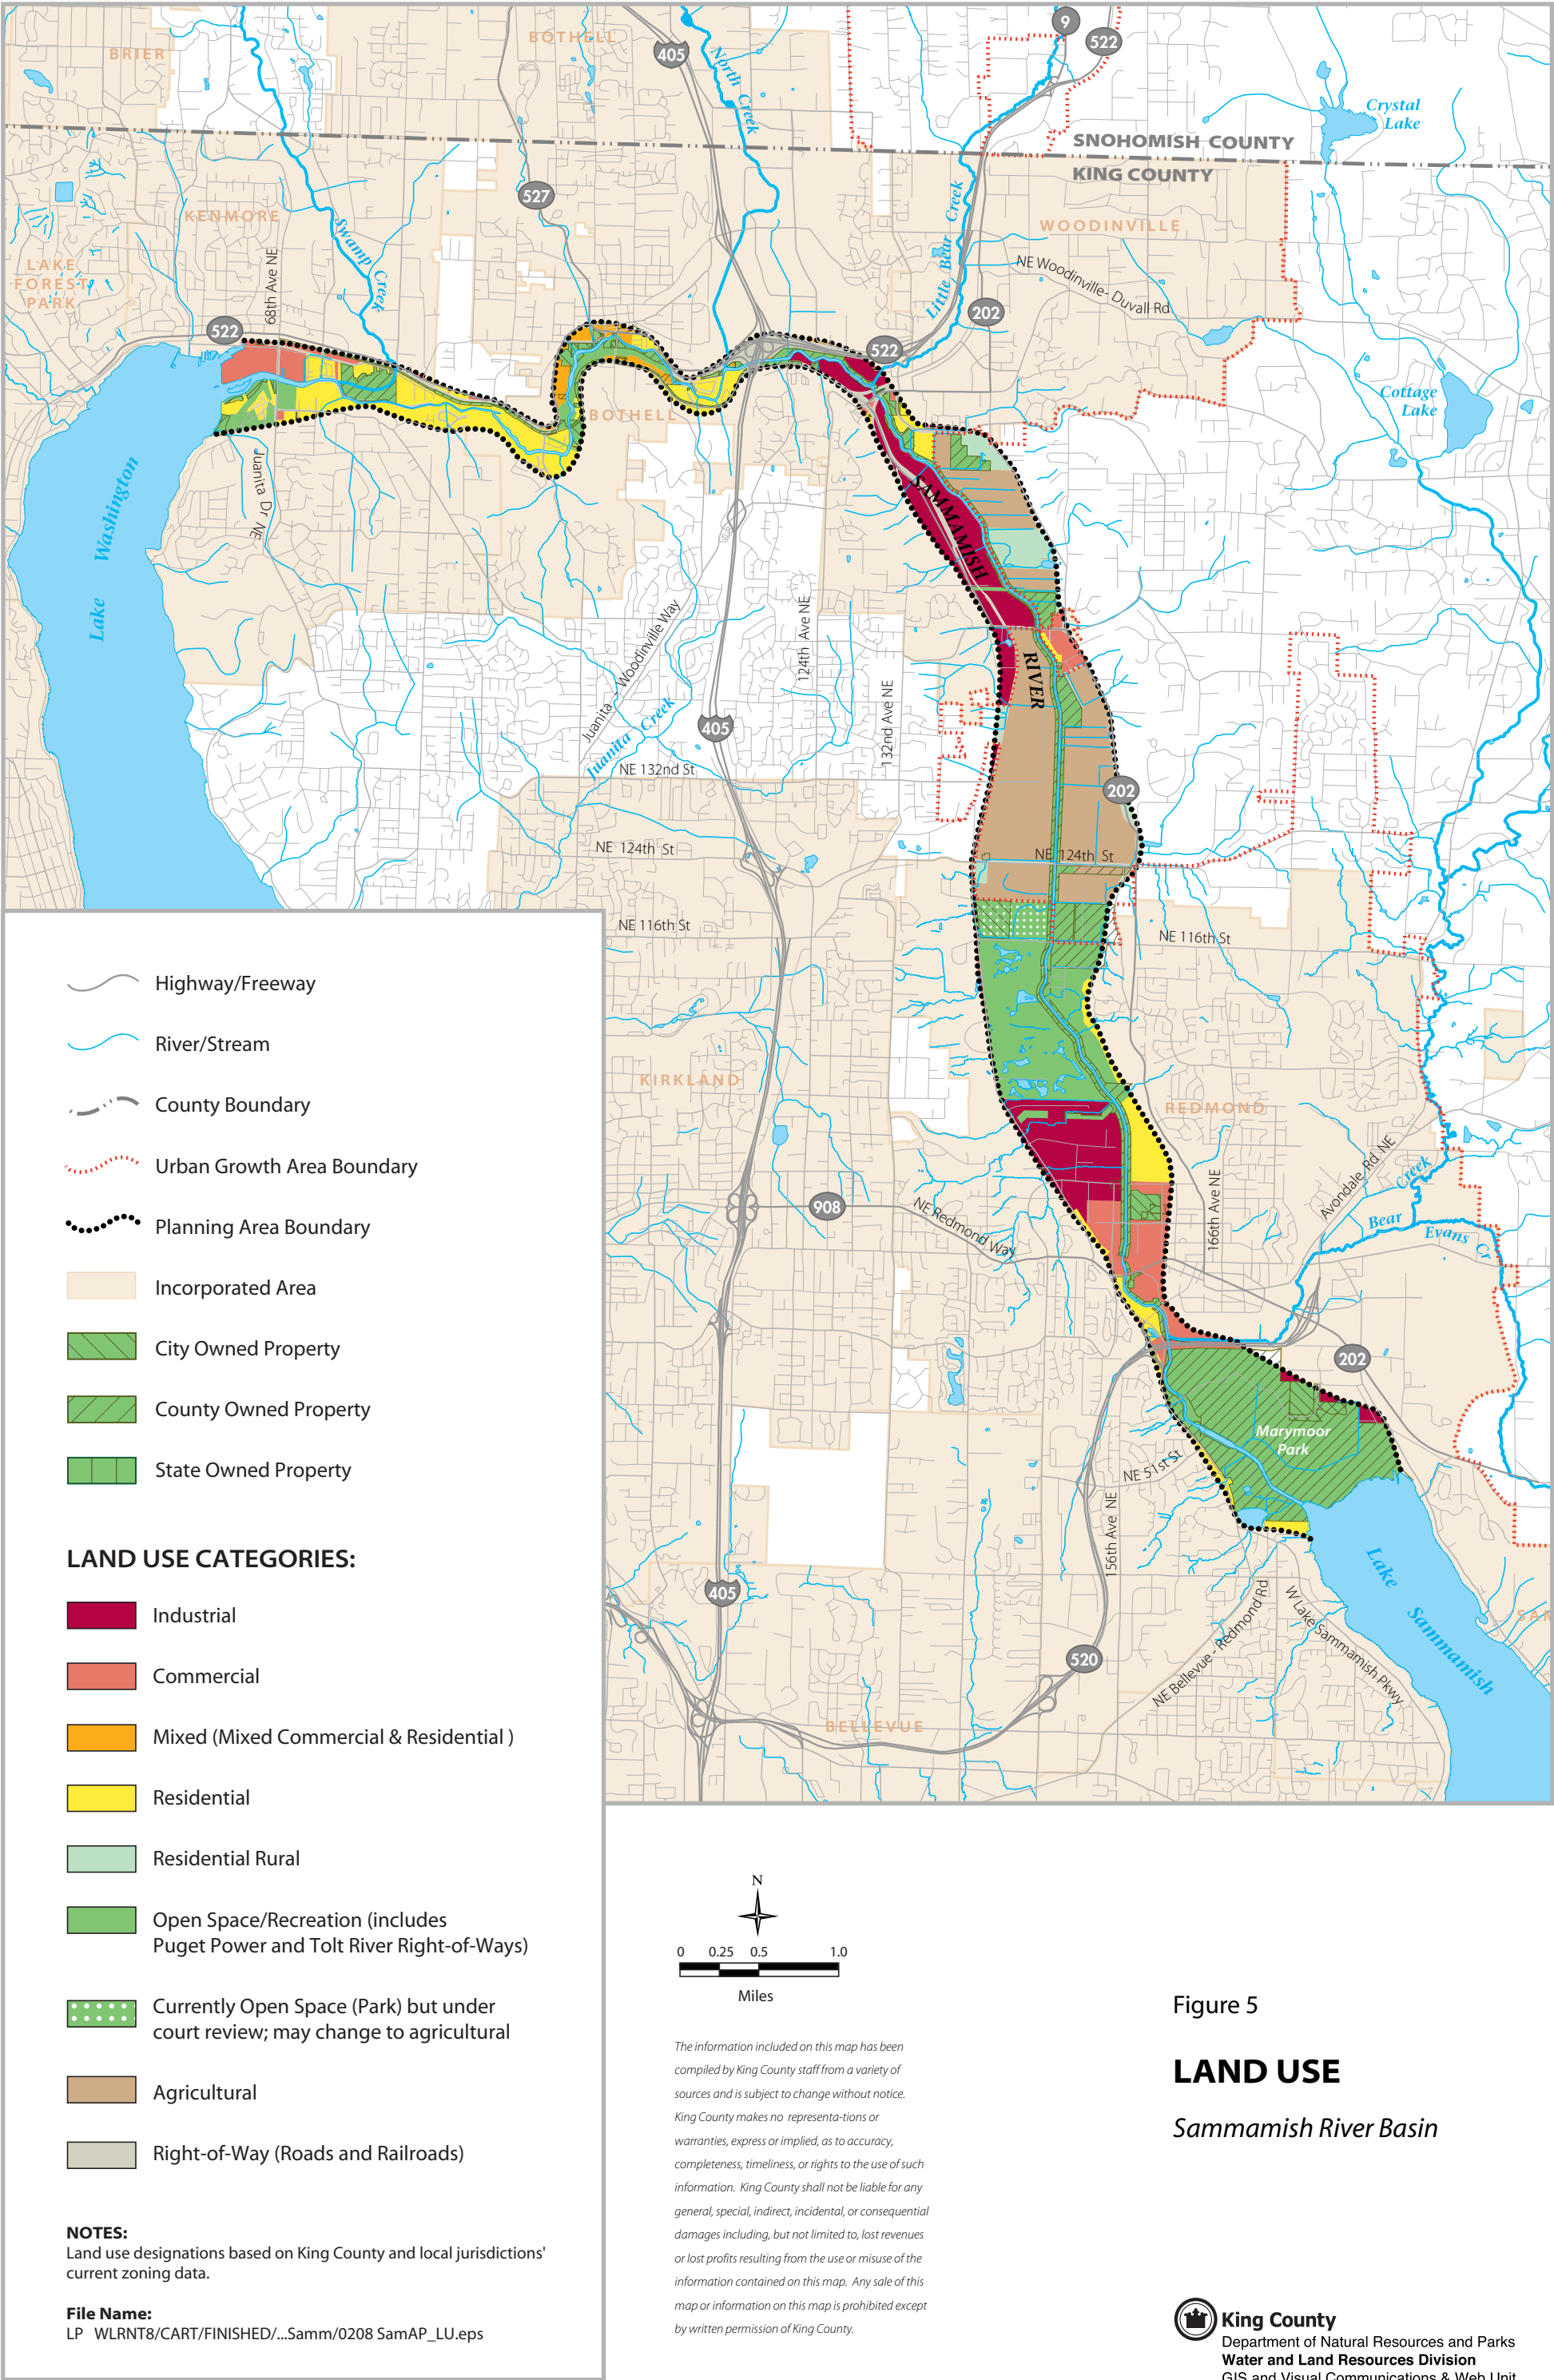 BRIER
BOTHELL
405
North Creek
9
522
Crystal
Lake
SNOHOMISH COUNTY
KING COUNTY
527
KENMORE
Swamp Creek
68th Ave NE
LAKE
FOREST
PARK
522
Little Bear Creek
WOODINVILLE
NE Woodinville- Duvall Rd
202
522
Cottage
Lake
BOTHELL
Juanita Dr NE
Lake Washington
SAMMAMISH RIVER
Juanita - Woodinville Way
124th Ave NE
132nd Ave NE
Juanita Creek
405
NE 132nd St
202
NE 124th St
NE 124th St
NE 116th St
NE 116th St
KIRKLAND
REDMOND
908
NE Redmond Way
166th Ave NE
Avondale Rd NE
Bear Creek
Evans Cr
202
Marymoor
Park
NE 51st St
156th Ave NE
405
520
NE Bellevue - Redmond Rd
W Lake Sammamish Pkwy
Lake Sammamish
SAM
BELLEVUE
Highway/Freeway
River/Stream
County Boundary
Urban Growth Area Boundary
Planning Area Boundary
Incorporated Area
City Owned Property
County Owned Property
State Owned Property
LAND USE CATEGORIES:
Industrial
Commercial
Mixed (Mixed Commercial & Residential )
Residential
Residential Rural
Open Space/Recreation (includes
Puget Power and Tolt River Right-of-Ways)
Currently Open Space (Park) but under
court review; may change to agricultural
Agricultural
Right-of-Way (Roads and Railroads)
NOTES:
Land use designations based on King County and local jurisdictions'
current zoning data.
File Name:
LP WLRNT8/CART/FINISHED/...Samm/0208 SamAP_LU.eps
N
0 0.25 0.5 1.0
Miles
The information included on this map has been
compiled by King County staff from a variety of
sources and is subject to change without notice.
King County makes no representa-tions or
warranties, express or implied, as to accuracy,
completeness, timeliness, or rights to the use of such
information. King County shall not be liable for any
general, special, indirect, incidental, or consequential
damages including, but not limited to, lost revenues
or lost profits resulting from the use or misuse of the
information contained on this map. Any sale of this
map or information on this map is prohibited except
by written permission of King County.
Figure 5
LAND USE
Sammamish River Basin
King County
Department of Natural Resources and Parks
Water and Land Resources Division
GIS and Visual Communications & Web Unit